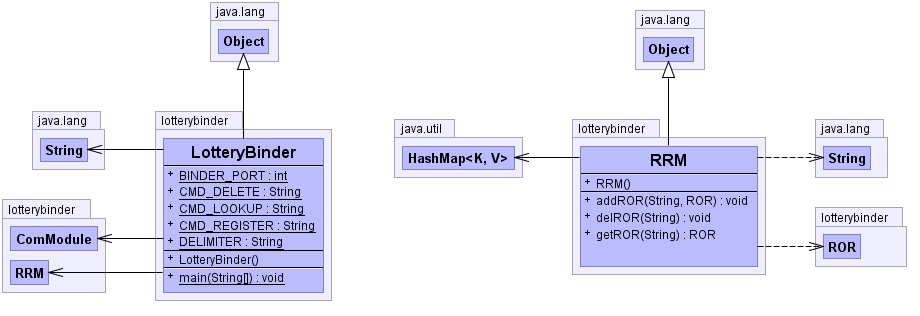 java.lang
Object
java.lang
String
lotterybinder
LotteryBinder
+ BINDER_PORT : int
+ CMD_DELETE : String
+ CMD_LOOKUP : String
+ CMD_REGISTER : String
+ DELIMITER : String
+ LotteryBinder()
+ main(String[]) : void
lotterybinder
ComModule
RRM
java.lang
Object
java.util
HashMap<K, V>
lotterybinder
RRM
+ RRM()
+ addROR(String, ROR) : void
+ delROR(String) : void
+ getROR(String) : ROR
java.lang
String
lotterybinder
ROR